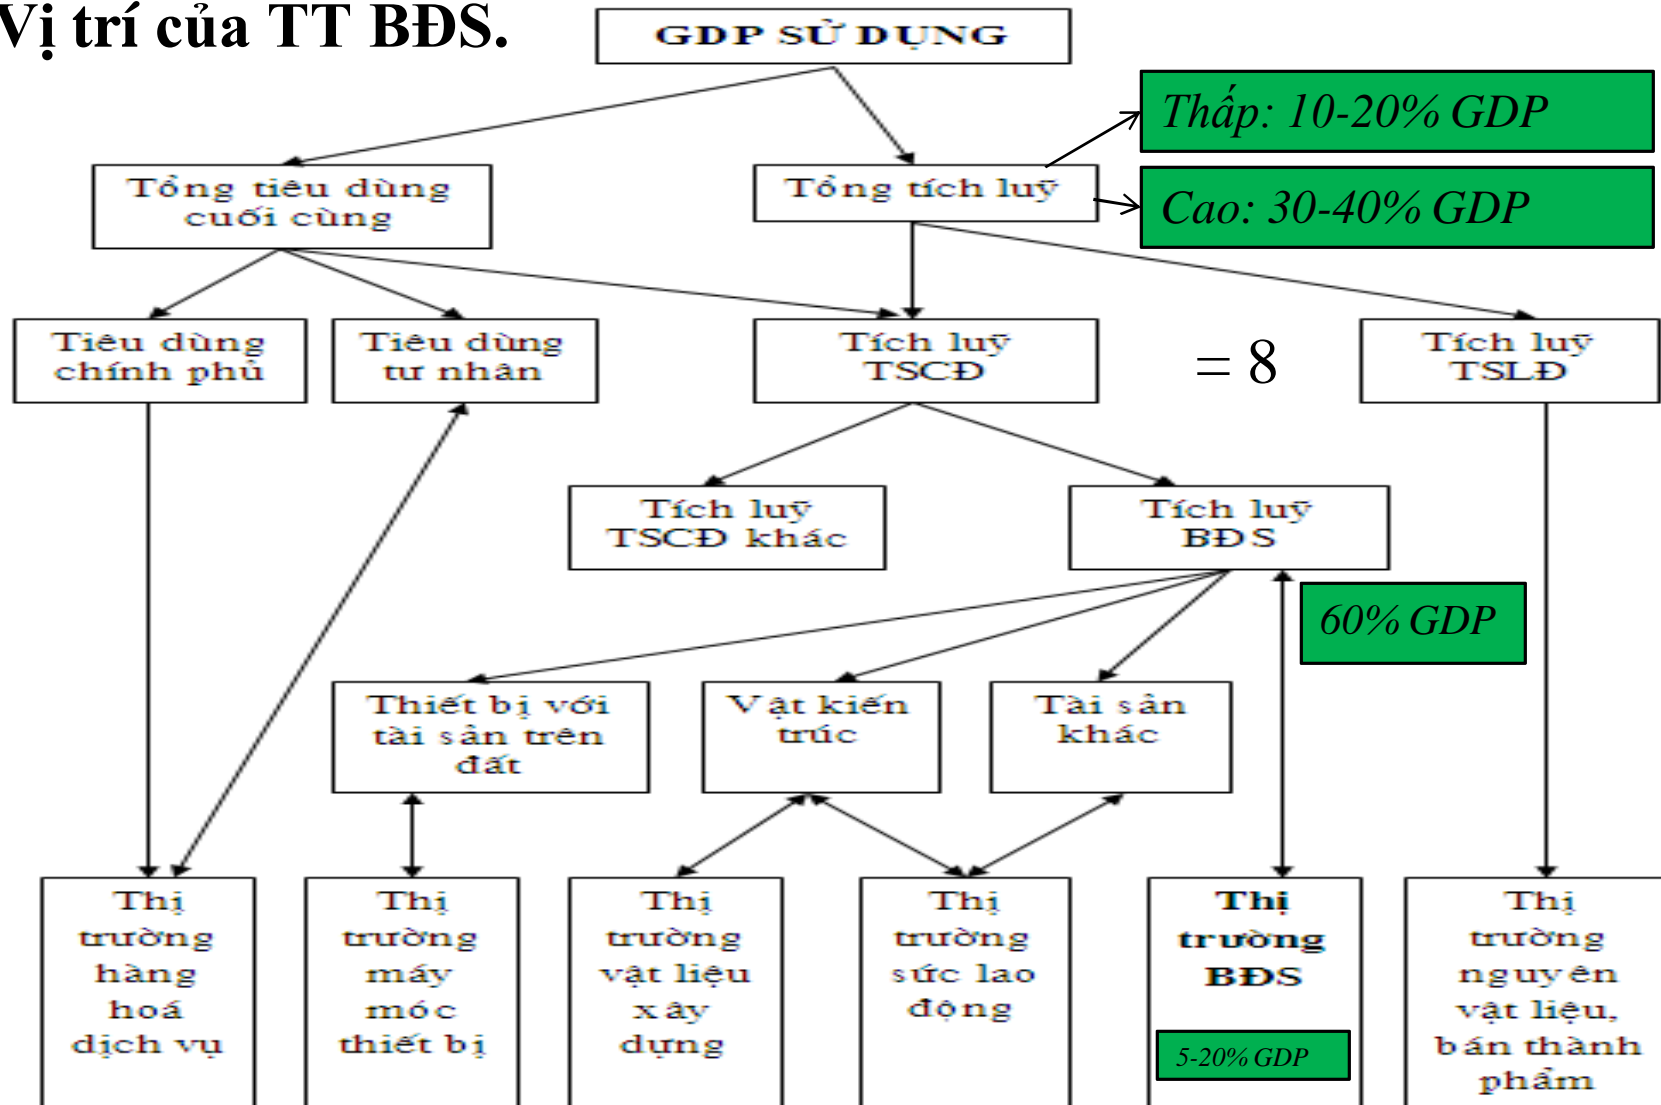 Vị trí của TT BĐS.
GDP SỬ DỤNG
Thấp: 10-20% GDP
Tổng tiêu dùng
cuối cùng
Tổng tích luỹ
Cao: 30-40% GDP
Tiêu dùng
chính phủ
Tiêu dùng
tư nhân
Tích luỹ
TSCĐ
= 8
Tích luỹ
TSLĐ
Tích luỹ
TSCĐ khác
Tích luỹ
BĐS
60% GDP
Thiết bị với
tài sản trên
đất
Vật kiến
trúc
Tài sản
khác
Thị
trường
hàng
hoá
dịch vụ
Thị
trường
máy
móc
thiết bị
Thị
trường
vật liệu
xây
dựng
Thị
trường
sức lao
động
Thị
trường
BĐS
5-20% GDP
Thị
trường
nguyên
vật liệu,
bán thành
phẩm